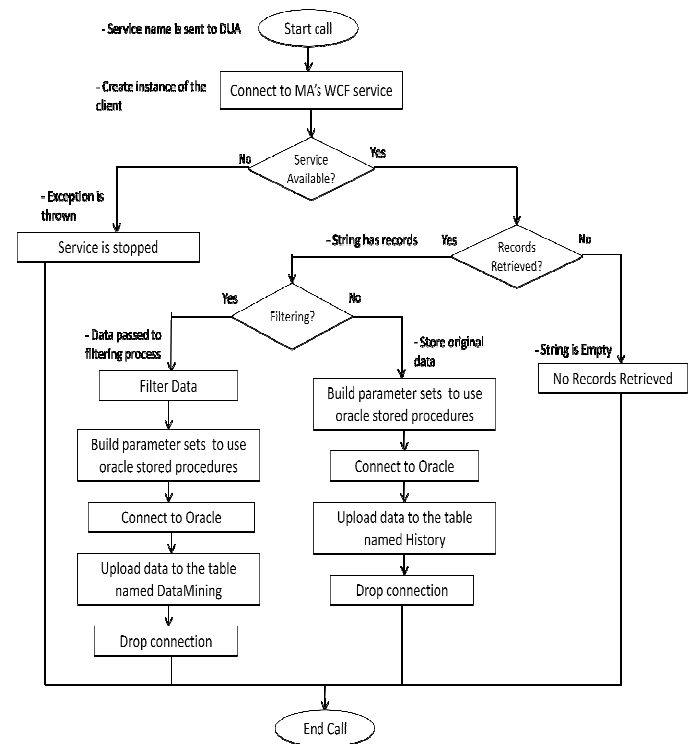 - Service name is sent to DUA
Start call
- Create instance of the
client
Connect to MA's WCF service
No
Service
Available?
Yes
- Exception is
thrown
Service is stopped
- String has records
Yes
Records
Retrieved?
No
Yes
Filtering?
No
- Data passed to
filtering process
- Store original
data
- String is Empty
Filter Data
Build parameter sets to use
oracle stored procedures
No Records Retrieved
Build parameter sets to use
oracle stored procedures
Connect to Oracle
Connect to Oracle
Upload data to the table
named History
Upload data to the table
named DataMining
Drop connection
Drop connection
End Call